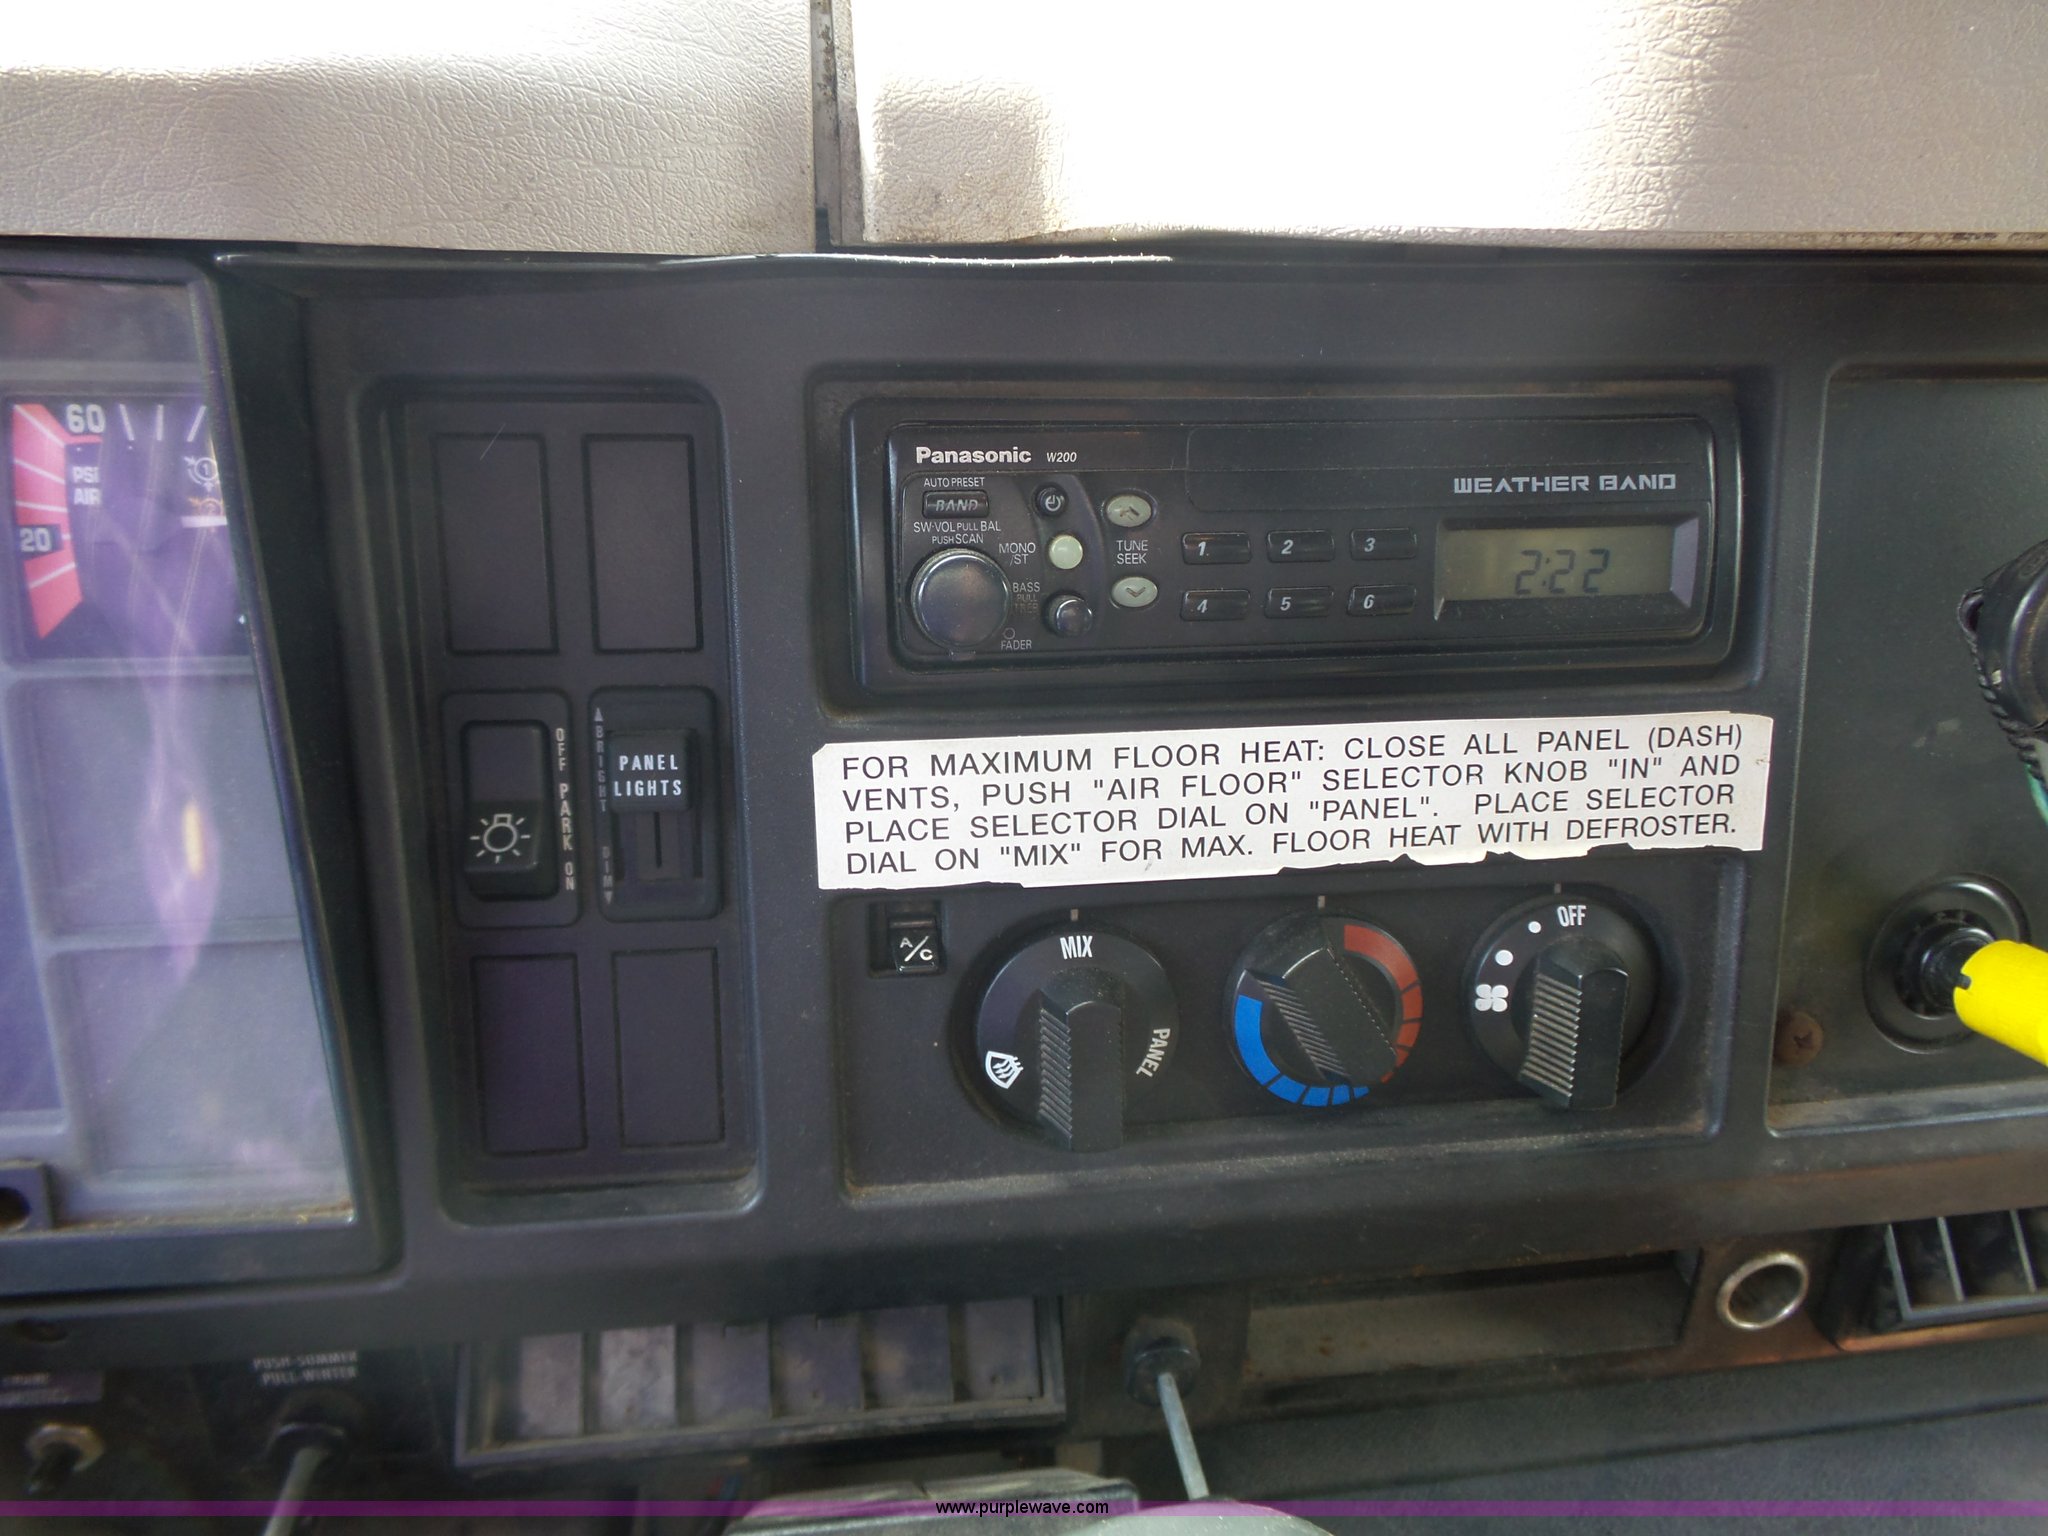 60
PSI
AIR
1
2
20
Panasonic W200
WEATHER BAND
AUTO PRESET
BAND
SW·VOL PULL BAL
PUSH SCAN
MONO
/ST
TUNE
SEEK
BASS
PULL
TREB
FADER
1
2
3
4
5
6
2:22
OFF PARK ON
BRIGHT
DIM
PANEL
LIGHTS
FOR MAXIMUM FLOOR HEAT: CLOSE ALL PANEL (DASH)
VENTS, PUSH "AIR FLOOR" SELECTOR KNOB "IN" AND
PLACE SELECTOR DIAL ON "PANEL". PLACE SELECTOR
DIAL ON "MIX" FOR MAX. FLOOR HEAT WITH DEFROSTER.
A/C
MIX
PANEL
OFF
PUSH-SUMMER
PULL-WINTER
www.purplewave.com